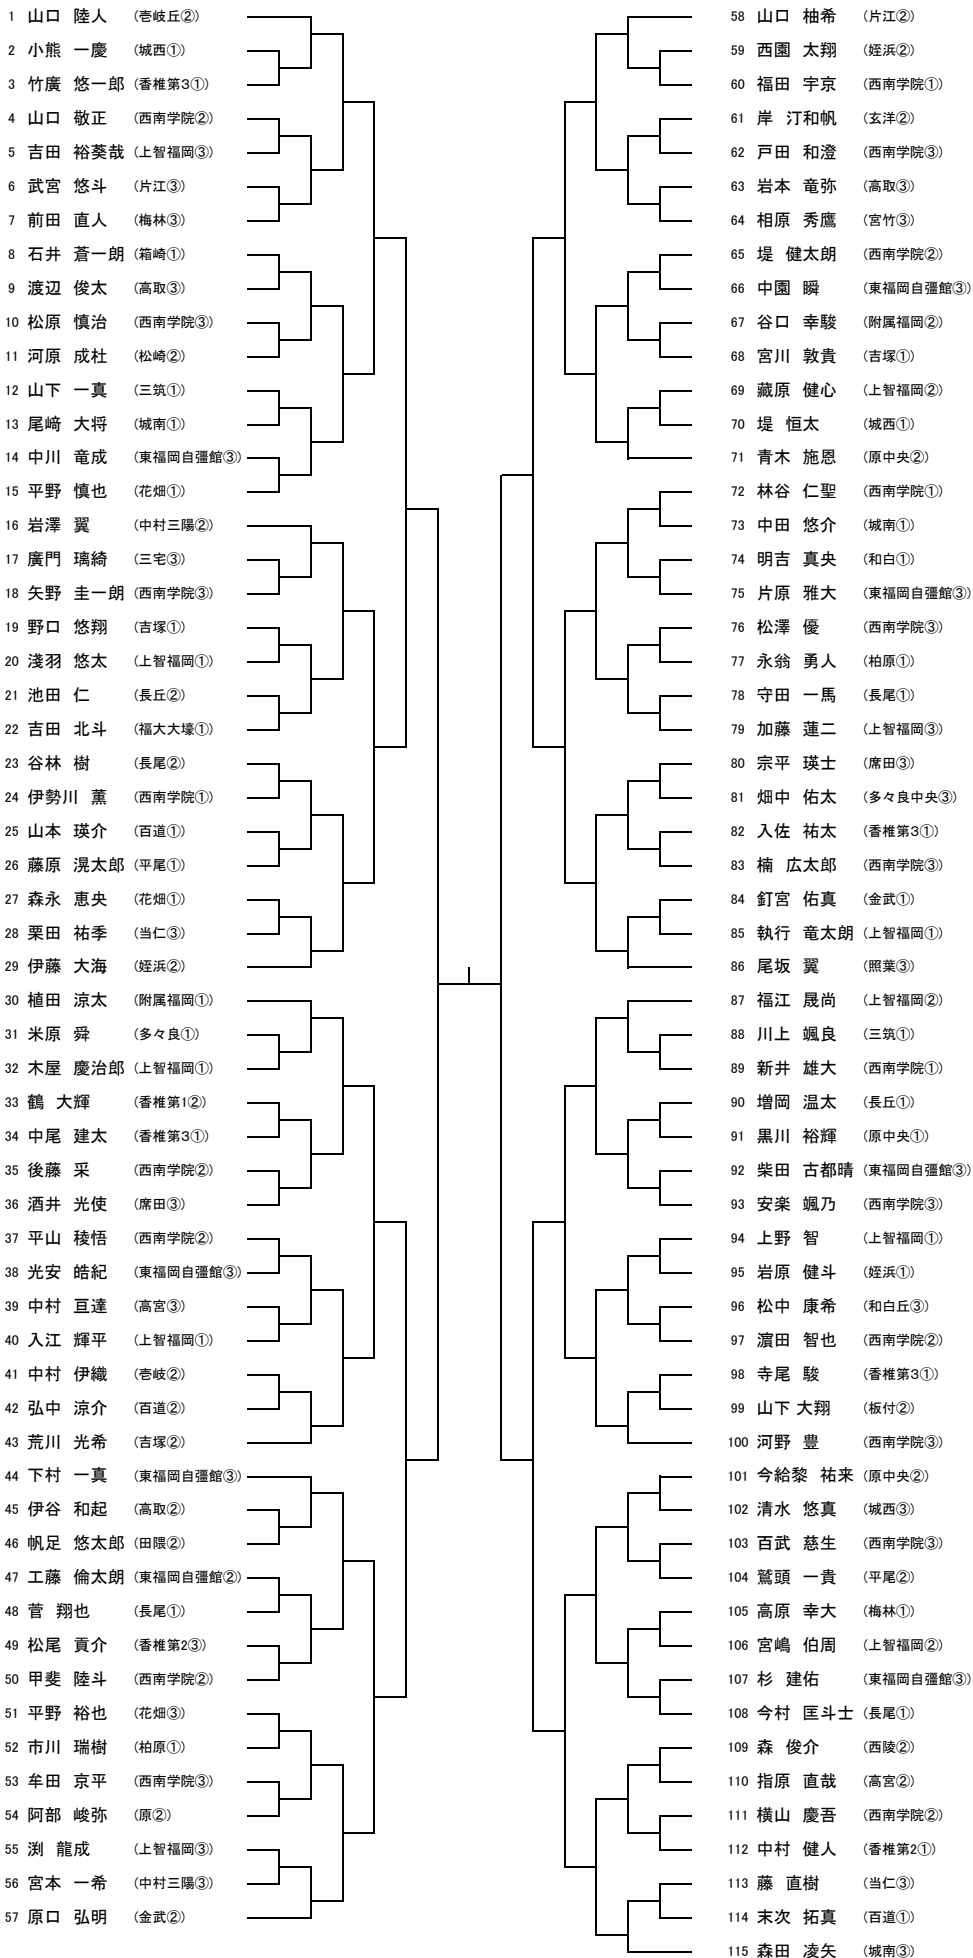 1 山口 陸人 (壱岐丘②)
2 小熊 一慶 (城西①)
3 竹廣 悠一郎 (香椎第3①)
4 山口 敬正 (西南学院②)
5 吉田 裕葵哉 (上智福岡③)
6 武宮 悠斗 (片江③)
7 前田 直人 (梅林③)
8 石井 蒼一朗 (箱崎①)
9 渡辺 俊太 (高取③)
10 松原 慎治 (西南学院③)
11 河原 成杜 (松崎②)
12 山下 一真 (三筑①)
13 尾﨑 大将 (城南①)
14 中川 竜成 (東福岡自彊館③)
15 平野 慎也 (花畑①)
16 岩澤 翼 (中村三陽②)
17 廣門 璃綺 (三宅③)
18 矢野 圭一朗 (西南学院③)
19 野口 悠翔 (吉塚①)
20 淺羽 悠太 (上智福岡①)
21 池田 仁 (長丘②)
22 吉田 北斗 (福大大壕①)
23 谷林 樹 (長尾②)
24 伊勢川 薫 (西南学院①)
25 山本 瑛介 (百道①)
26 藤原 滉太郎 (平尾①)
27 森永 恵央 (花畑①)
28 栗田 祐季 (当仁③)
29 伊藤 大海 (姪浜②)
30 植田 涼太 (附属福岡①)
31 米原 舜 (多々良①)
32 木屋 慶治郎 (上智福岡①)
33 鶴 大輝 (香椎第1②)
34 中尾 建太 (香椎第3①)
35 後藤 采 (西南学院②)
36 酒井 光使 (席田③)
37 平山 稜悟 (西南学院②)
38 光安 皓紀 (東福岡自彊館③)
39 中村 亘達 (高宮③)
40 入江 輝平 (上智福岡①)
41 中村 伊織 (壱岐②)
42 弘中 涼介 (百道②)
43 荒川 光希 (吉塚②)
44 下村 一真 (東福岡自彊館③)
45 伊谷 和起 (高取②)
46 帆足 悠太郎 (田隈②)
47 工藤 倫太朗 (東福岡自彊館②)
48 菅 翔也 (長尾①)
49 松尾 貢介 (香椎第2③)
50 甲斐 陸斗 (西南学院②)
51 平野 裕也 (花畑③)
52 市川 瑞樹 (柏原①)
53 牟田 京平 (西南学院③)
54 阿部 峻弥 (原②)
55 渕 龍成 (上智福岡③)
56 宮本 一希 (中村三陽③)
57 原口 弘明 (金武②)
58 山口 柚希 (片江②)
59 西園 太翔 (姪浜②)
60 福田 宇京 (西南学院①)
61 岸 汀和帆 (玄洋②)
62 戸田 和澄 (西南学院③)
63 岩本 竜弥 (高取③)
64 相原 秀鷹 (宮竹③)
65 堤 健太朗 (西南学院②)
66 中園 瞬 (東福岡自彊館③)
67 谷口 幸駿 (附属福岡②)
68 宮川 敦貴 (吉塚①)
69 藏原 健心 (上智福岡②)
70 堤 恒太 (城西①)
71 青木 施恩 (原中央②)
72 林谷 仁聖 (西南学院①)
73 中田 悠介 (城南①)
74 明吉 真央 (和白①)
75 片原 雅大 (東福岡自彊館③)
76 松澤 優 (西南学院③)
77 永翁 勇人 (柏原①)
78 守田 一馬 (長尾①)
79 加藤 蓮二 (上智福岡③)
80 宗平 瑛士 (席田③)
81 畑中 佑太 (多々良中央③)
82 入佐 祐太 (香椎第3①)
83 楠 広太郎 (西南学院③)
84 釘宮 佑真 (金武①)
85 執行 竜太朗 (上智福岡①)
86 尾坂 翼 (照葉③)
87 福江 晟尚 (上智福岡②)
88 川上 颯良 (三筑①)
89 新井 雄大 (西南学院①)
90 増岡 温太 (長丘①)
91 黒川 裕輝 (原中央①)
92 柴田 古都晴 (東福岡自彊館③)
93 安楽 颯乃 (西南学院③)
94 上野 智 (上智福岡①)
95 岩原 健斗 (姪浜①)
96 松中 康希 (和白丘③)
97 濵田 智也 (西南学院②)
98 寺尾 駿 (香椎第3①)
99 山下 大翔 (板付②)
100 河野 豊 (西南学院③)
101 今給黎 祐来 (原中央②)
102 清水 悠真 (城西③)
103 百武 慈生 (西南学院③)
104 鷲頭 一貴 (平尾②)
105 高原 幸大 (梅林①)
106 宮嶋 伯周 (上智福岡②)
107 杉 建佑 (東福岡自彊館③)
108 今村 匡斗士 (長尾①)
109 森 俊介 (西陵②)
110 指原 直哉 (高宮②)
111 横山 慶吾 (西南学院②)
112 中村 健人 (香椎第2①)
113 藤 直樹 (当仁③)
114 末次 拓真 (百道①)
115 森田 凌矢 (城南③)